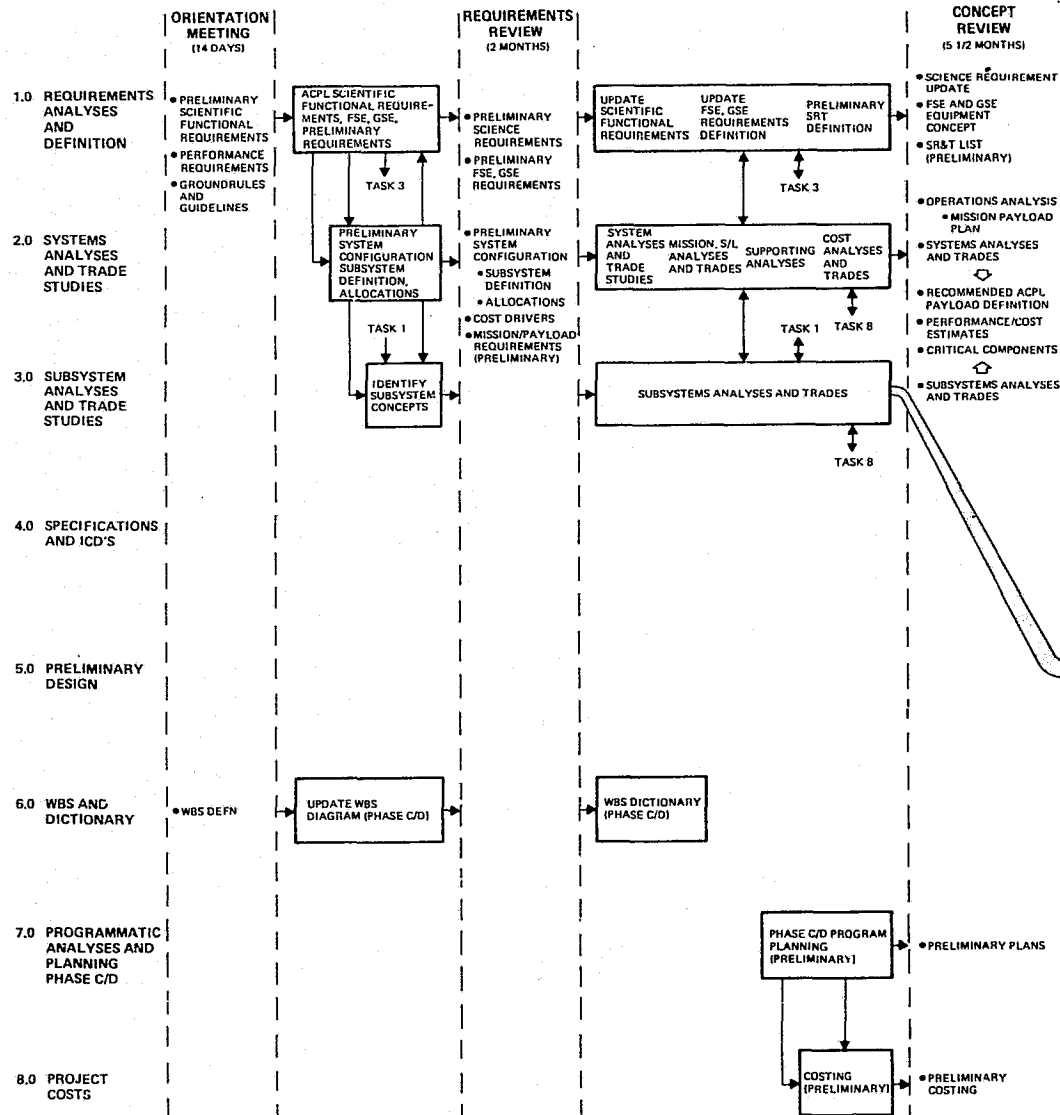 ORIENTATION
MEETING
(14 DAYS)
REQUIREMENTS
REVIEW
(2 MONTHS)
CONCEPT
REVIEW
(5 1/2 MONTHS)
1.0 REQUIREMENTS
ANALYSES
AND
DEFINITION
• PRELIMINARY
SCIENTIFIC
FUNCTIONAL
REQUIREMENTS
• PERFORMANCE
REQUIREMENTS
• GROUNDRULES
AND
GUIDELINES
ACPL SCIENTIFIC
FUNCTIONAL REQUIRE-
MENTS, FSE, GSE,
PRELIMINARY
REQUIREMENTS
TASK 3
• PRELIMINARY
SCIENCE
REQUIREMENTS
• PRELIMINARY
FSE, GSE
REQUIREMENTS
UPDATE
SCIENTIFIC
FUNCTIONAL
REQUIREMENTS
UPDATE
FSE, GSE
REQUIREMENTS
DEFINITION
PRELIMINARY
SRT
DEFINITION
TASK 3
• SCIENCE REQUIREMENT
UPDATE
• FSE AND GSE
EQUIPMENT
CONCEPT
• SR&T LIST
(PRELIMINARY)
2.0 SYSTEMS
ANALYSES
AND TRADE
STUDIES
PRELIMINARY
SYSTEM
CONFIGURATION
SUBSYSTEM
DEFINITION,
ALLOCATIONS
• PRELIMINARY
SYSTEM
CONFIGURATION
• SUBSYSTEM
DEFINITION
• ALLOCATIONS
• COST DRIVERS
• MISSION/PAYLOAD
REQUIREMENTS
(PRELIMINARY)
SYSTEM
ANALYSES
AND
TRADE
STUDIES
MISSION, S/L
ANALYSES
AND TRADES
SUPPORTING
ANALYSES
COST
ANALYSES
AND
TRADES
TASK 8
• OPERATIONS ANALYSIS
• MISSION PAYLOAD
PLAN
• SYSTEMS ANALYSES
AND TRADES
• RECOMMENDED ACPL
PAYLOAD DEFINITION
• PERFORMANCE/COST
ESTIMATES
• CRITICAL COMPONENTS
• SUBSYSTEMS ANALYSES
AND TRADES
3.0 SUBSYSTEM
ANALYSES
AND TRADE
STUDIES
TASK 1
IDENTIFY
SUBSYSTEM
CONCEPTS
TASK 1
SUBSYSTEMS ANALYSES AND TRADES
TASK 8
4.0 SPECIFICATIONS
AND ICD'S
5.0 PRELIMINARY
DESIGN
6.0 WBS AND
DICTIONARY
• WBS DEFN
UPDATE WBS
DIAGRAM (PHASE C/D)
WBS DICTIONARY
(PHASE C/D)
7.0 PROGRAMMATIC
ANALYSES AND
PLANNING
PHASE C/D
PHASE C/D PROGRAM
PLANNING
(PRELIMINARY)
• PRELIMINARY PLANS
8.0 PROJECT
COSTS
COSTING
(PRELIMINARY)
• PRELIMINARY
COSTING